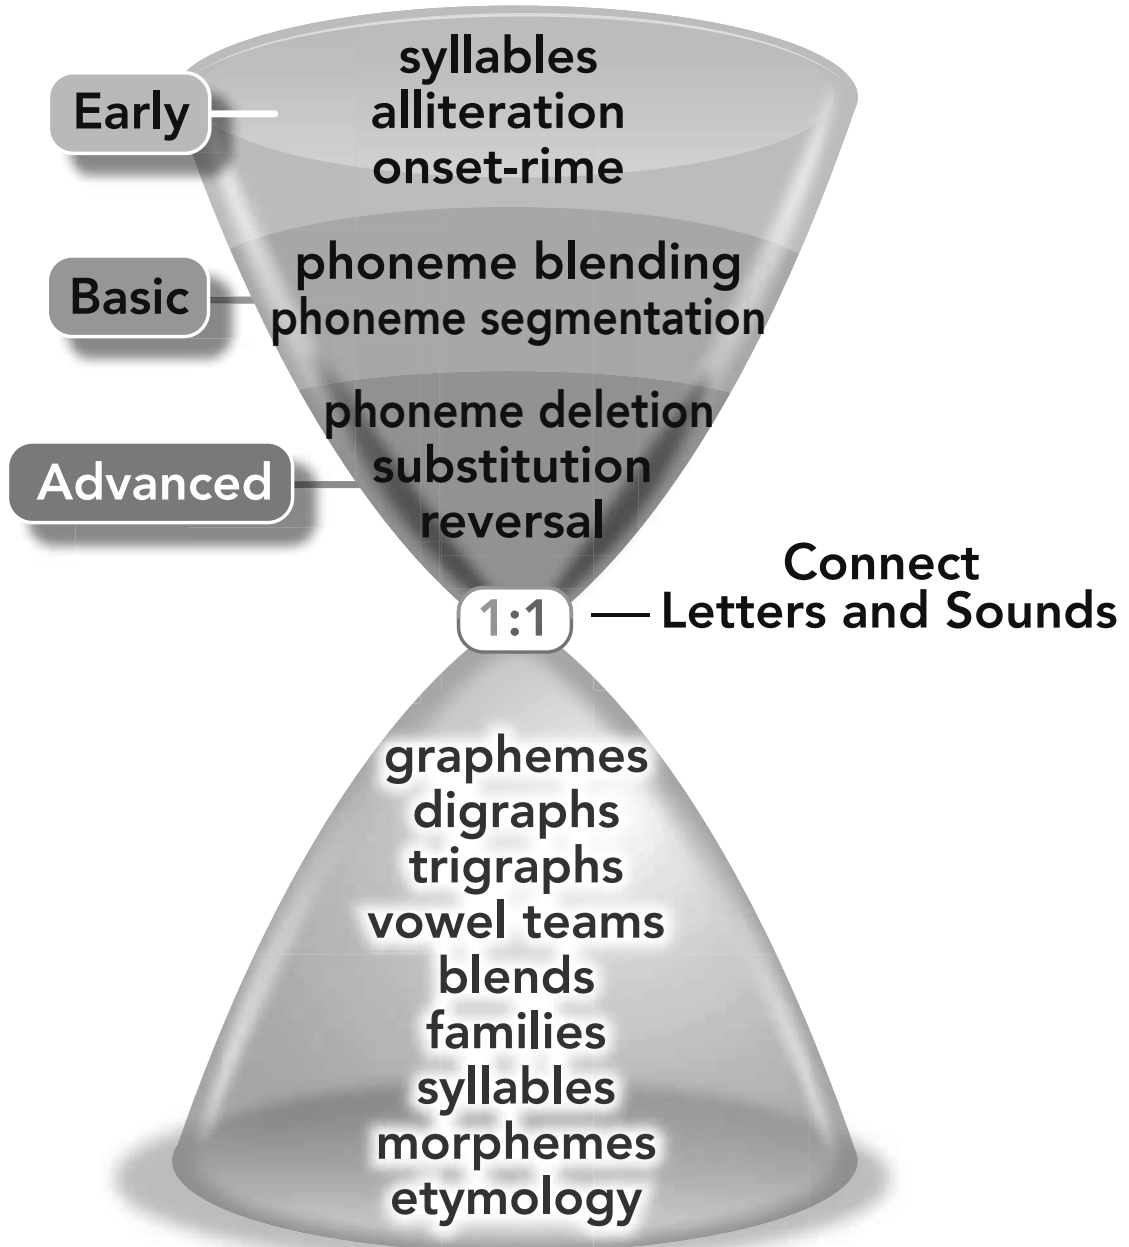 syllables
Early
alliteration
onset-rime
phoneme blending
Basic
phoneme segmentation
phoneme deletion
Advanced
substitution
reversal
Connect
Letters and Sounds
1:1
graphemes
digraphs
trigraphs
vowel teams
blends
families
syllables
morphemes
etymology